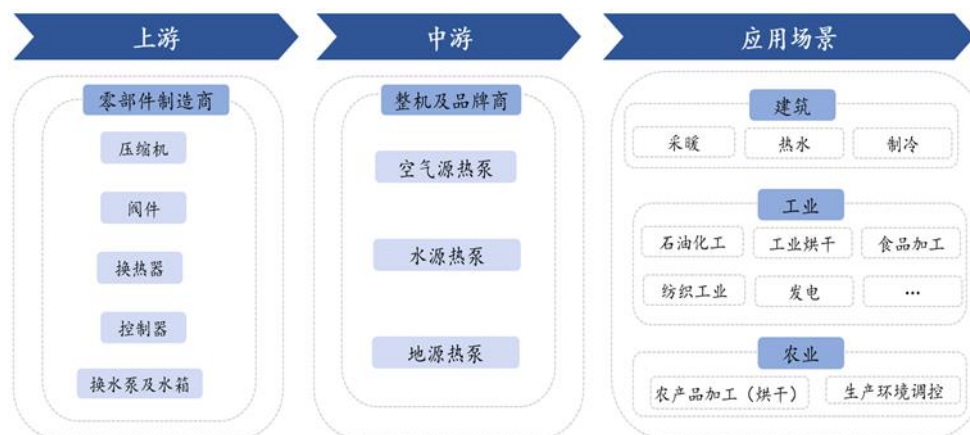 上游
中游
应用场景
零部件制造商
压缩机
阀件
换热器
控制器
换水泵及水箱
整机及品牌商
空气源热泵
水源热泵
地源热泵
建筑
采暖
热水
制冷
工业
石油化工
工业烘干
食品加工
纺织工业
发电
…
农业
农产品加工（烘干）
生产环境调控